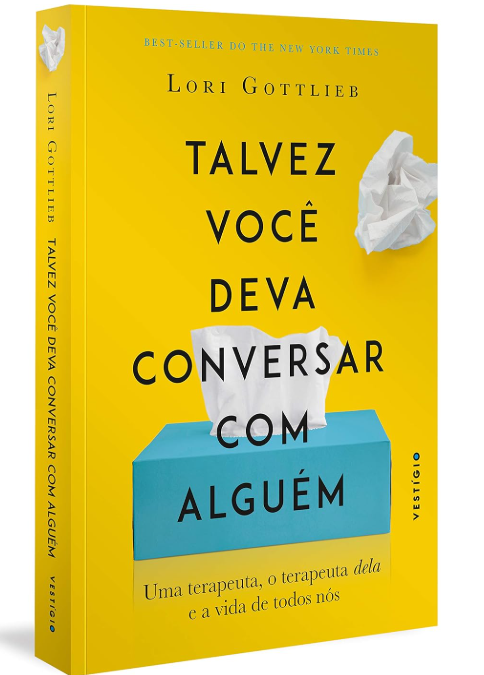 BEST-SELLER DO THE NEW YORK TIMES
LORI GOTTLIEB
TALVEZ
VOCÊ
DEVA
CONVERSAR
COM
ALGUÉM
Uma terapeuta, o terapeuta dela
e a vida de todos nós
VESTÍGIO
LORI GOTTLIEB TALVEZ VOCÊ DEVA CONVERSAR COM ALGUÉM VESTÍGIO